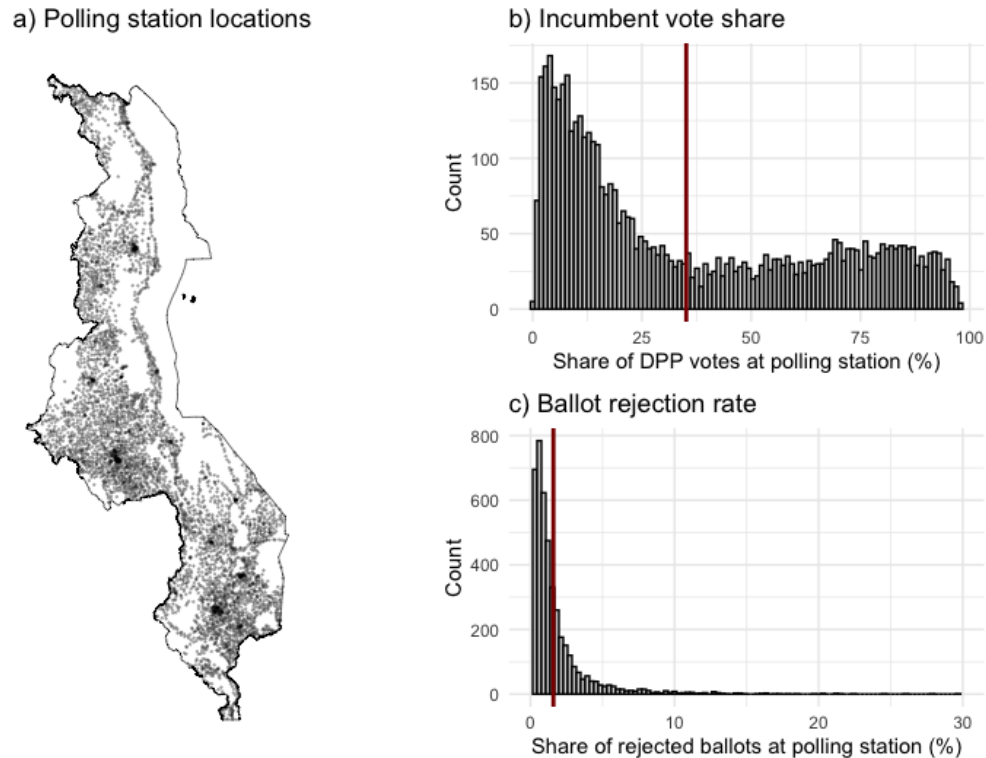 a) Polling station locations
b) Incumbent vote share
150
100
50
0
Count
0 25 50 75 100
Share of DPP votes at polling station (%)
c) Ballot rejection rate
800
600
400
200
0
Count
0 10 20 30
Share of rejected ballots at polling station (%)